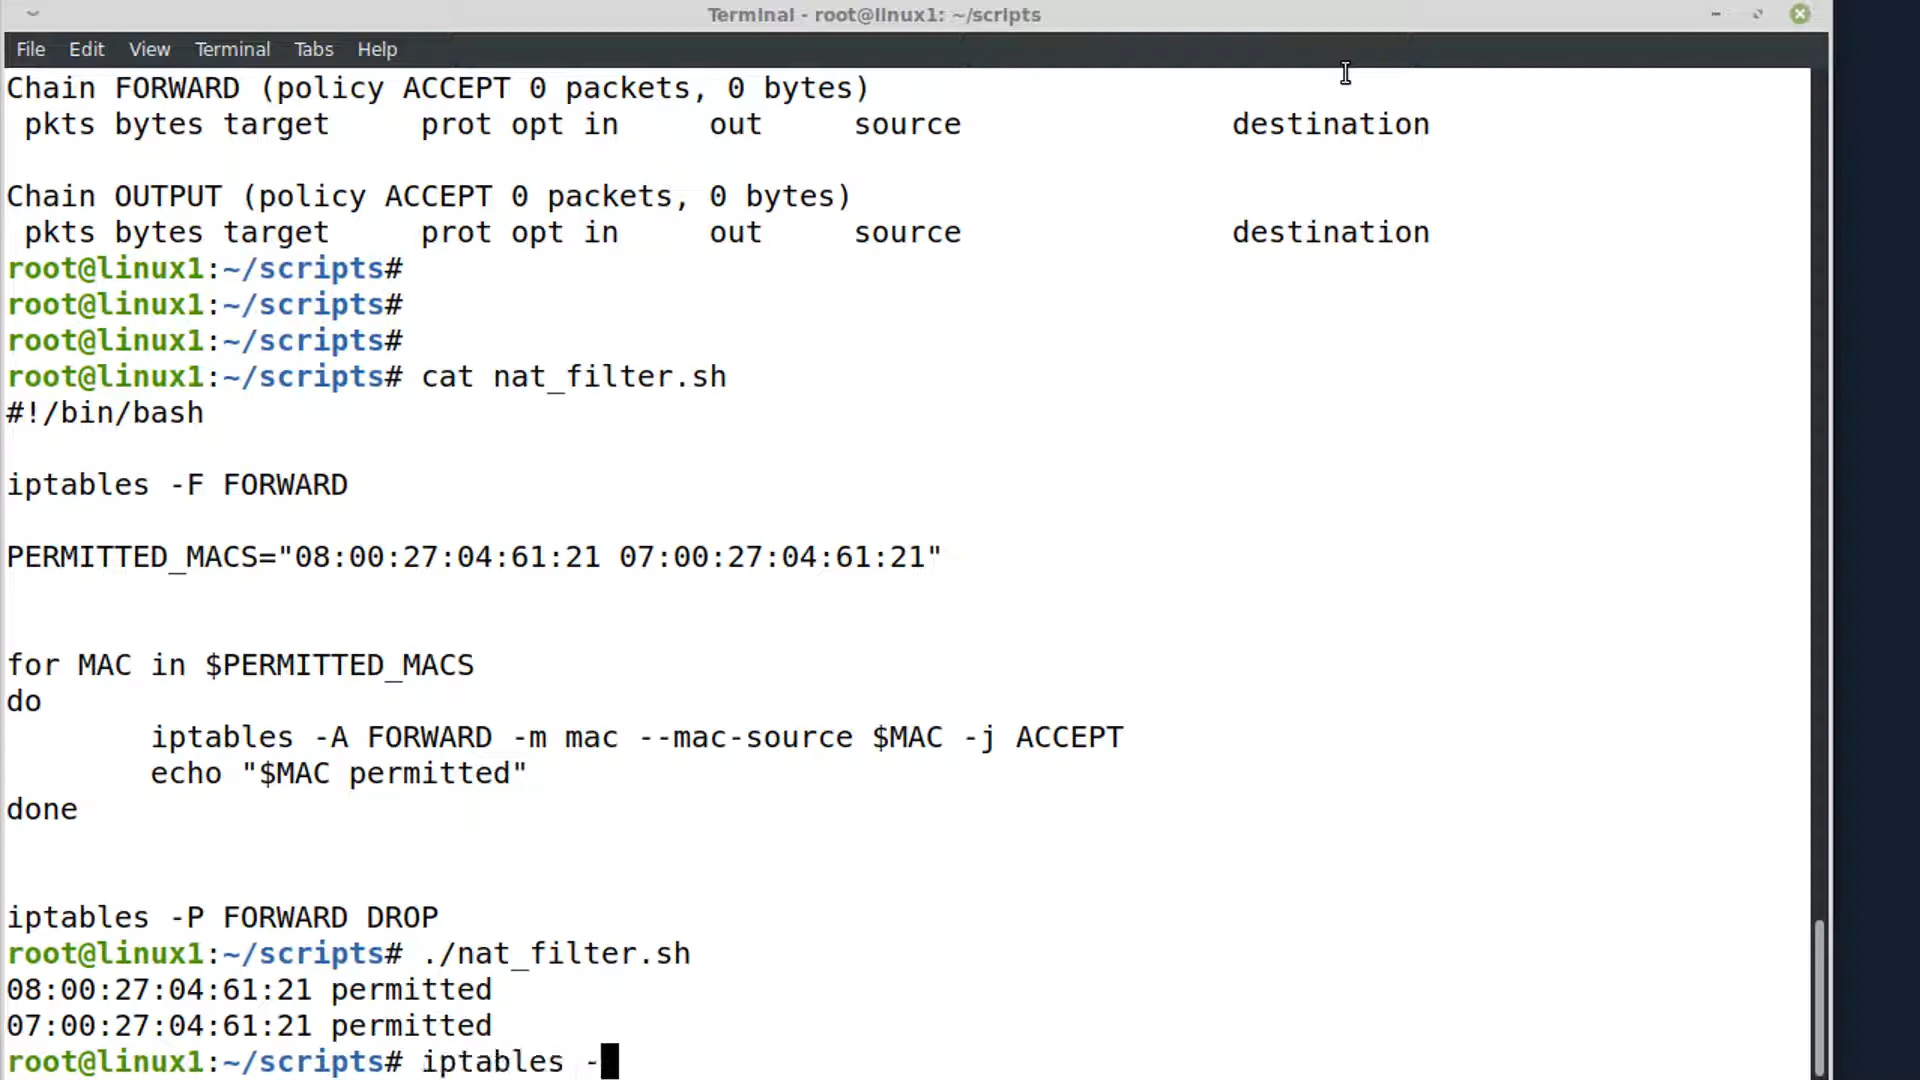 Terminal - root@linux1: ~/scripts
File Edit View Terminal Tabs Help
Chain FORWARD (policy ACCEPT 0 packets, 0 bytes)
 pkts bytes target     prot opt in     out     source               destination

Chain OUTPUT (policy ACCEPT 0 packets, 0 bytes)
 pkts bytes target     prot opt in     out     source               destination
root@linux1:~/scripts#
root@linux1:~/scripts#
root@linux1:~/scripts#
root@linux1:~/scripts# cat nat_filter.sh
#!/bin/bash

iptables -F FORWARD

PERMITTED_MACS="08:00:27:04:61:21 07:00:27:04:61:21"


for MAC in $PERMITTED_MACS
do
        iptables -A FORWARD -m mac --mac-source $MAC -j ACCEPT
        echo "$MAC permitted"
done


iptables -P FORWARD DROP
root@linux1:~/scripts# ./nat_filter.sh
08:00:27:04:61:21 permitted
07:00:27:04:61:21 permitted
root@linux1:~/scripts# iptables -